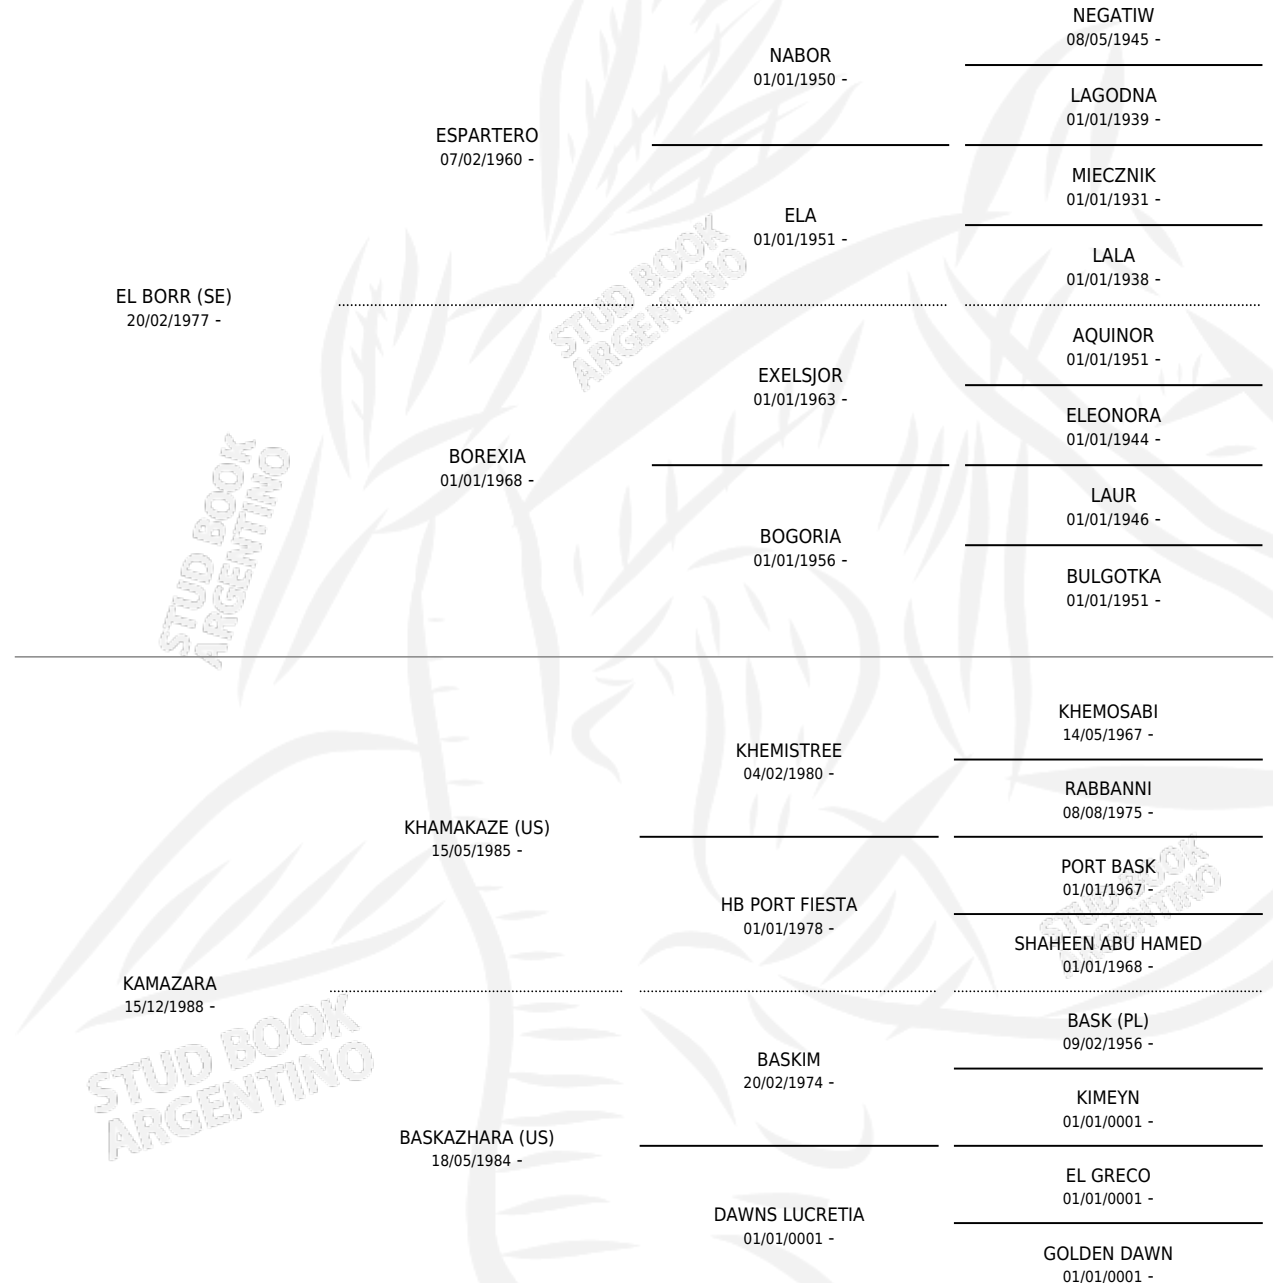 NEGATIW
08/05/1945 -
NABOR
01/01/1950 -
LAGODNA
01/01/1939 -
ESPARTERO
07/02/1960 -
MIECZNIK
01/01/1931 -
ELA
01/01/1951 -
LALA
01/01/1938 -
EL BORR (SE)
20/02/1977 -
AQUINOR
01/01/1951 -
EXELSJOR
01/01/1963 -
ELEONORA
01/01/1944 -
BOREXIA
01/01/1968 -
LAUR
01/01/1946 -
BOGORIA
01/01/1956 -
BULGOTKA
01/01/1951 -
STUD BOOK
ARGENTINO
STUD BOOK
ARGENTINO
KHEMOSABI
14/05/1967 -
KHEMISTREE
04/02/1980 -
RABBANNI
08/08/1975 -
KHAMAKAZE (US)
15/05/1985 -
PORT BASK
01/01/1967 -
HB PORT FIESTA
01/01/1978 -
SHAHEEN ABU HAMED
01/01/1968 -
KAMAZARA
15/12/1988 -
BASK (PL)
09/02/1956 -
BASKIM
20/02/1974 -
KIMEYN
01/01/0001 -
BASKAZHARA (US)
18/05/1984 -
EL GRECO
01/01/0001 -
DAWNS LUCRETIA
01/01/0001 -
GOLDEN DAWN
01/01/0001 -
STUD BOOK
ARGENTINO
STUD BOOK
ARGENTINO